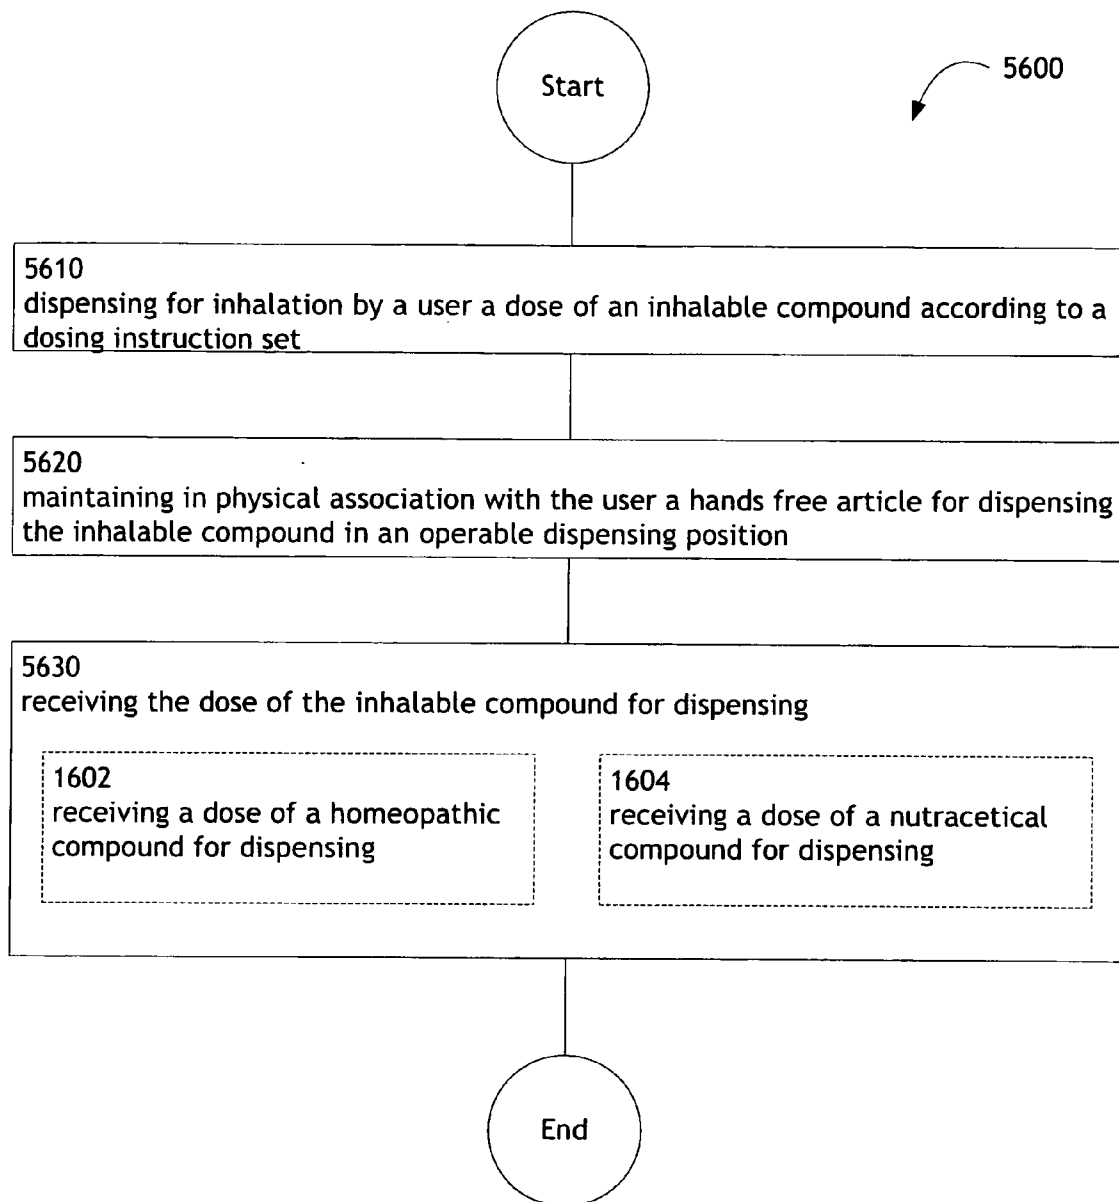 Start
5600
5610
dispensing for inhalation by a user a dose of an inhalable compound according to a
dosing instruction set
5620
maintaining in physical association with the user a hands free article for dispensing
the inhalable compound in an operable dispensing position
5630
receiving the dose of the inhalable compound for dispensing
1602
receiving a dose of a homeopathic
compound for dispensing
1604
receiving a dose of a nutracetical
compound for dispensing
End